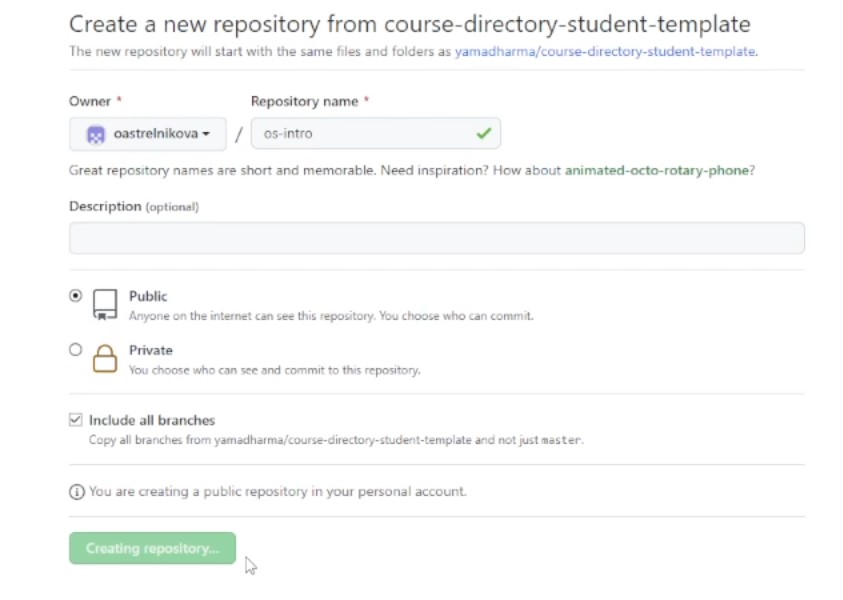 Create a new repository from course-directory-student-template
The new repository will start with the same files and folders as yamadharma/course-directory-student-template.
Owner *
Repository name *
oastrelnikova / os-intro
Great repository names are short and memorable. Need inspiration? How about animated-octo-rotary-phone?
Description (optional)
Public
Anyone on the internet can see this repository. You choose who can commit.
Private
You choose who can see and commit to this repository.
Include all branches
Copy all branches from yamadharma/course-directory-student-template and not just master.
You are creating a public repository in your personal account.
Creating repository...